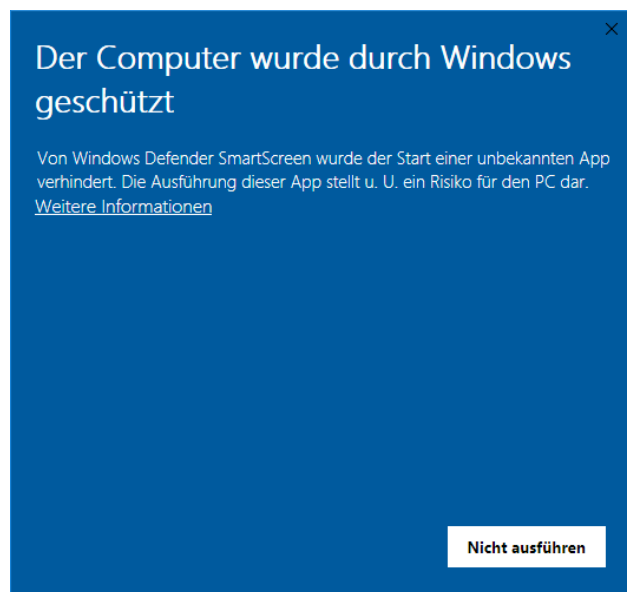 Der Computer wurde durch Windows
geschützt
Von Windows Defender SmartScreen wurde der Start einer unbekannten App
verhindert. Die Ausführung dieser App stellt u. U. ein Risiko für den PC dar.
Weitere Informationen
Nicht ausführen